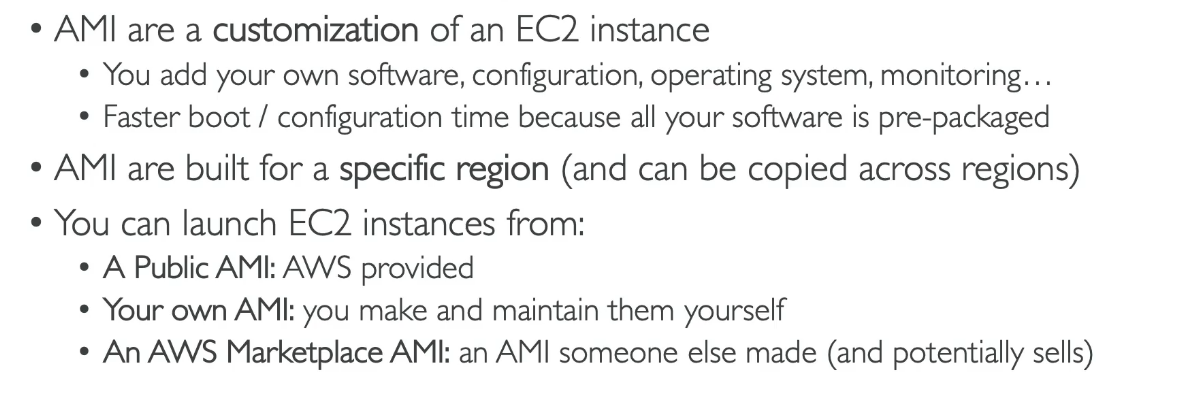 • AMI are a customization of an EC2 instance
• You add your own software, configuration, operating system, monitoring…
• Faster boot / configuration time because all your software is pre-packaged
• AMI are built for a specific region (and can be copied across regions)
• You can launch EC2 instances from:
• A Public AMI: AWS provided
• Your own AMI: you make and maintain them yourself
• An AWS Marketplace AMI: an AMI someone else made (and potentially sells)